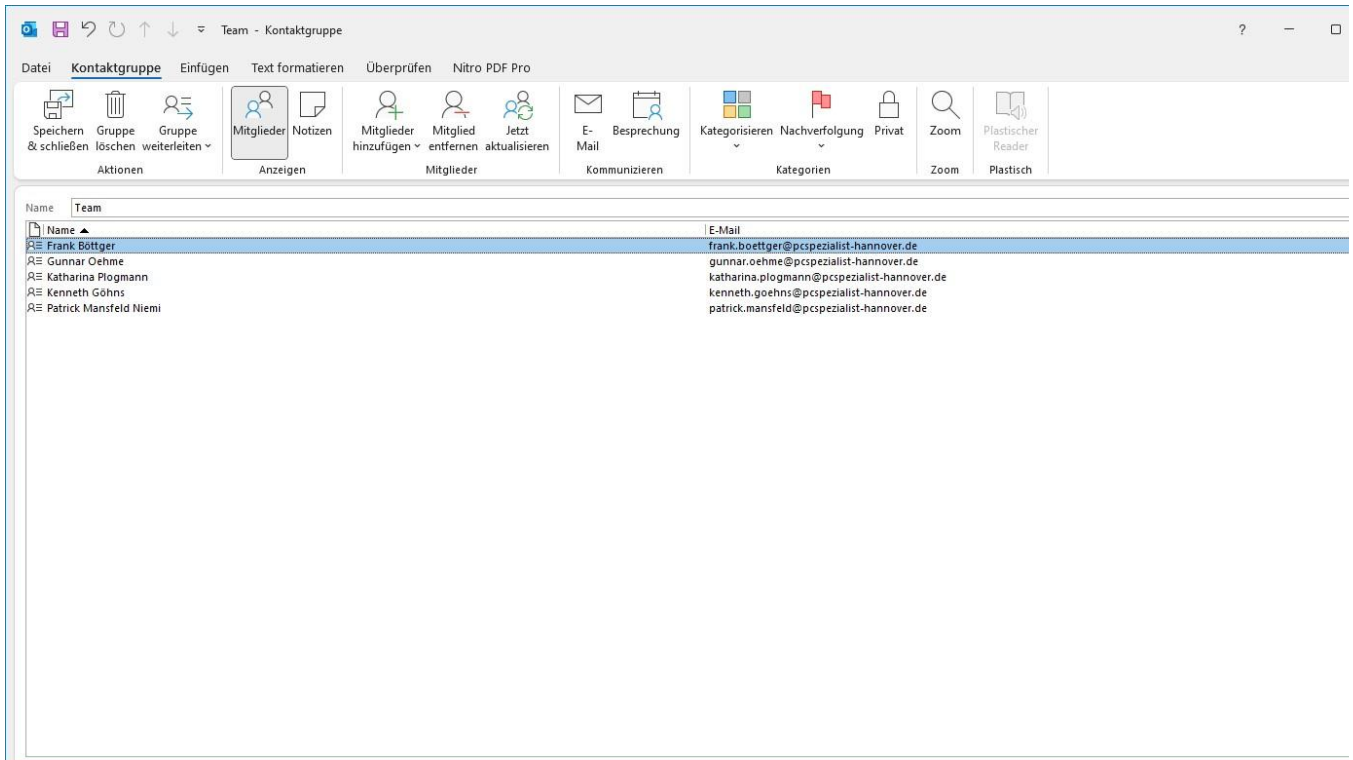 Team - Kontaktgruppe
?
Datei Kontaktgruppe Einfügen Text formatieren Überprüfen Nitro PDF Pro
Speichern & schließen
Gruppe löschen
Gruppe weiterleiten
Aktionen
Mitglieder
Notizen
Anzeigen
Mitglieder hinzufügen
Mitglied entfernen
Jetzt aktualisieren
Mitglieder
E-Mail
Besprechung
Kommunizieren
Kategorisieren
Nachverfolgung
Privat
Kategorien
Zoom
Zoom
Plastischer Reader
Plastisch
Name Team
Name E-Mail
Frank Böttger frank.boettger@pcspezialist-hannover.de
Gunnar Oehme gunnar.oehme@pcspezialist-hannover.de
Katharina Plogmann katharina.plogmann@pcspezialist-hannover.de
Kenneth Göhns kenneth.goehns@pcspezialist-hannover.de
Patrick Mansfeld Niemi patrick.mansfeld@pcspezialist-hannover.de